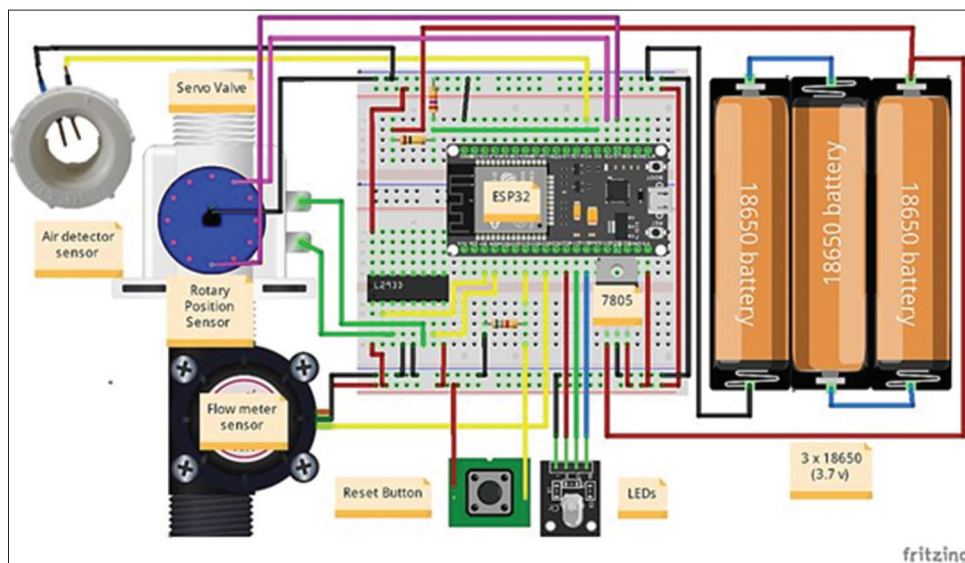 Servo Valve
Air detector
sensor
Rotary
Position
Sensor
Flow meter
sensor
ESP32
L293D
7805
Reset Button
LEDs
18650 battery
18650 battery
18650 battery
3 x 18650
(3.7 v)
fritzing